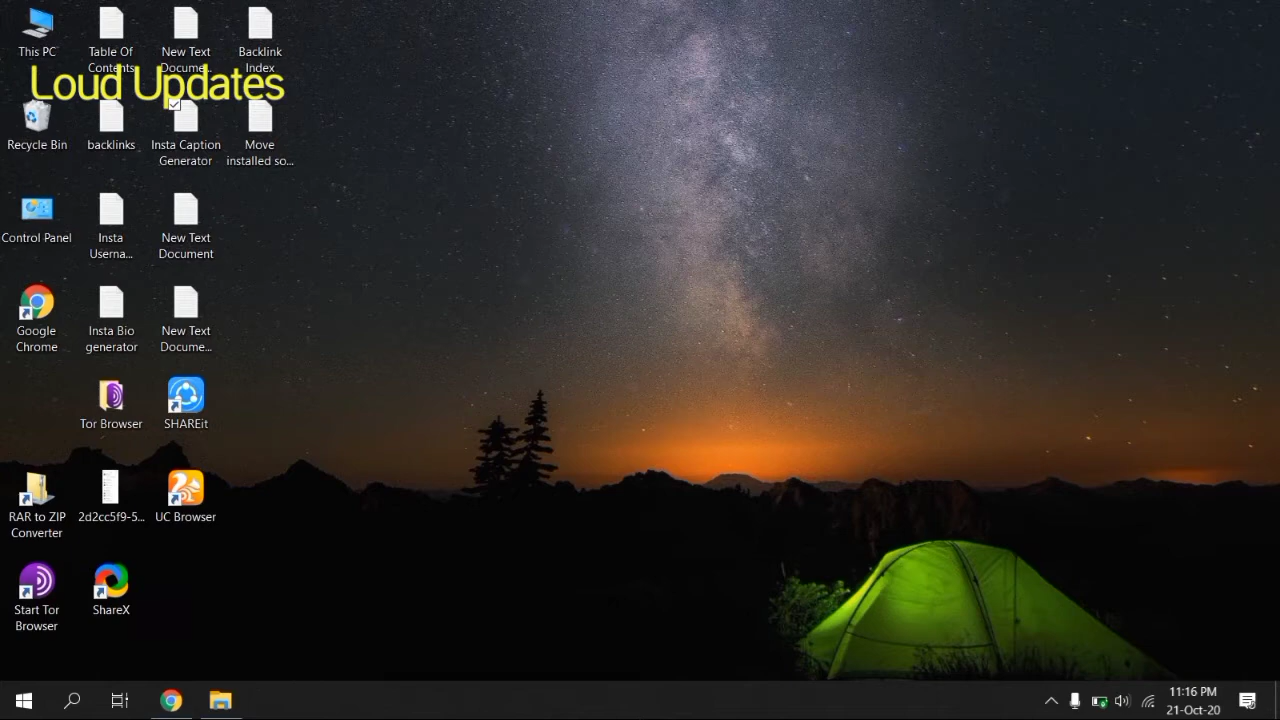 This PC
Table Of
Contents
New Text
Docume...
Backlink
Index
Loud Updates
Recycle Bin
backlinks
Insta Caption
Generator
Move
installed so...
Control Panel
Insta
Userna...
New Text
Document
Google
Chrome
Insta Bio
generator
New Text
Docume...
Tor Browser
SHAREit
RAR to ZIP
Converter
2d2cc5f9-5...
UC Browser
Start Tor
Browser
ShareX
11:16 PM
21-Oct-20